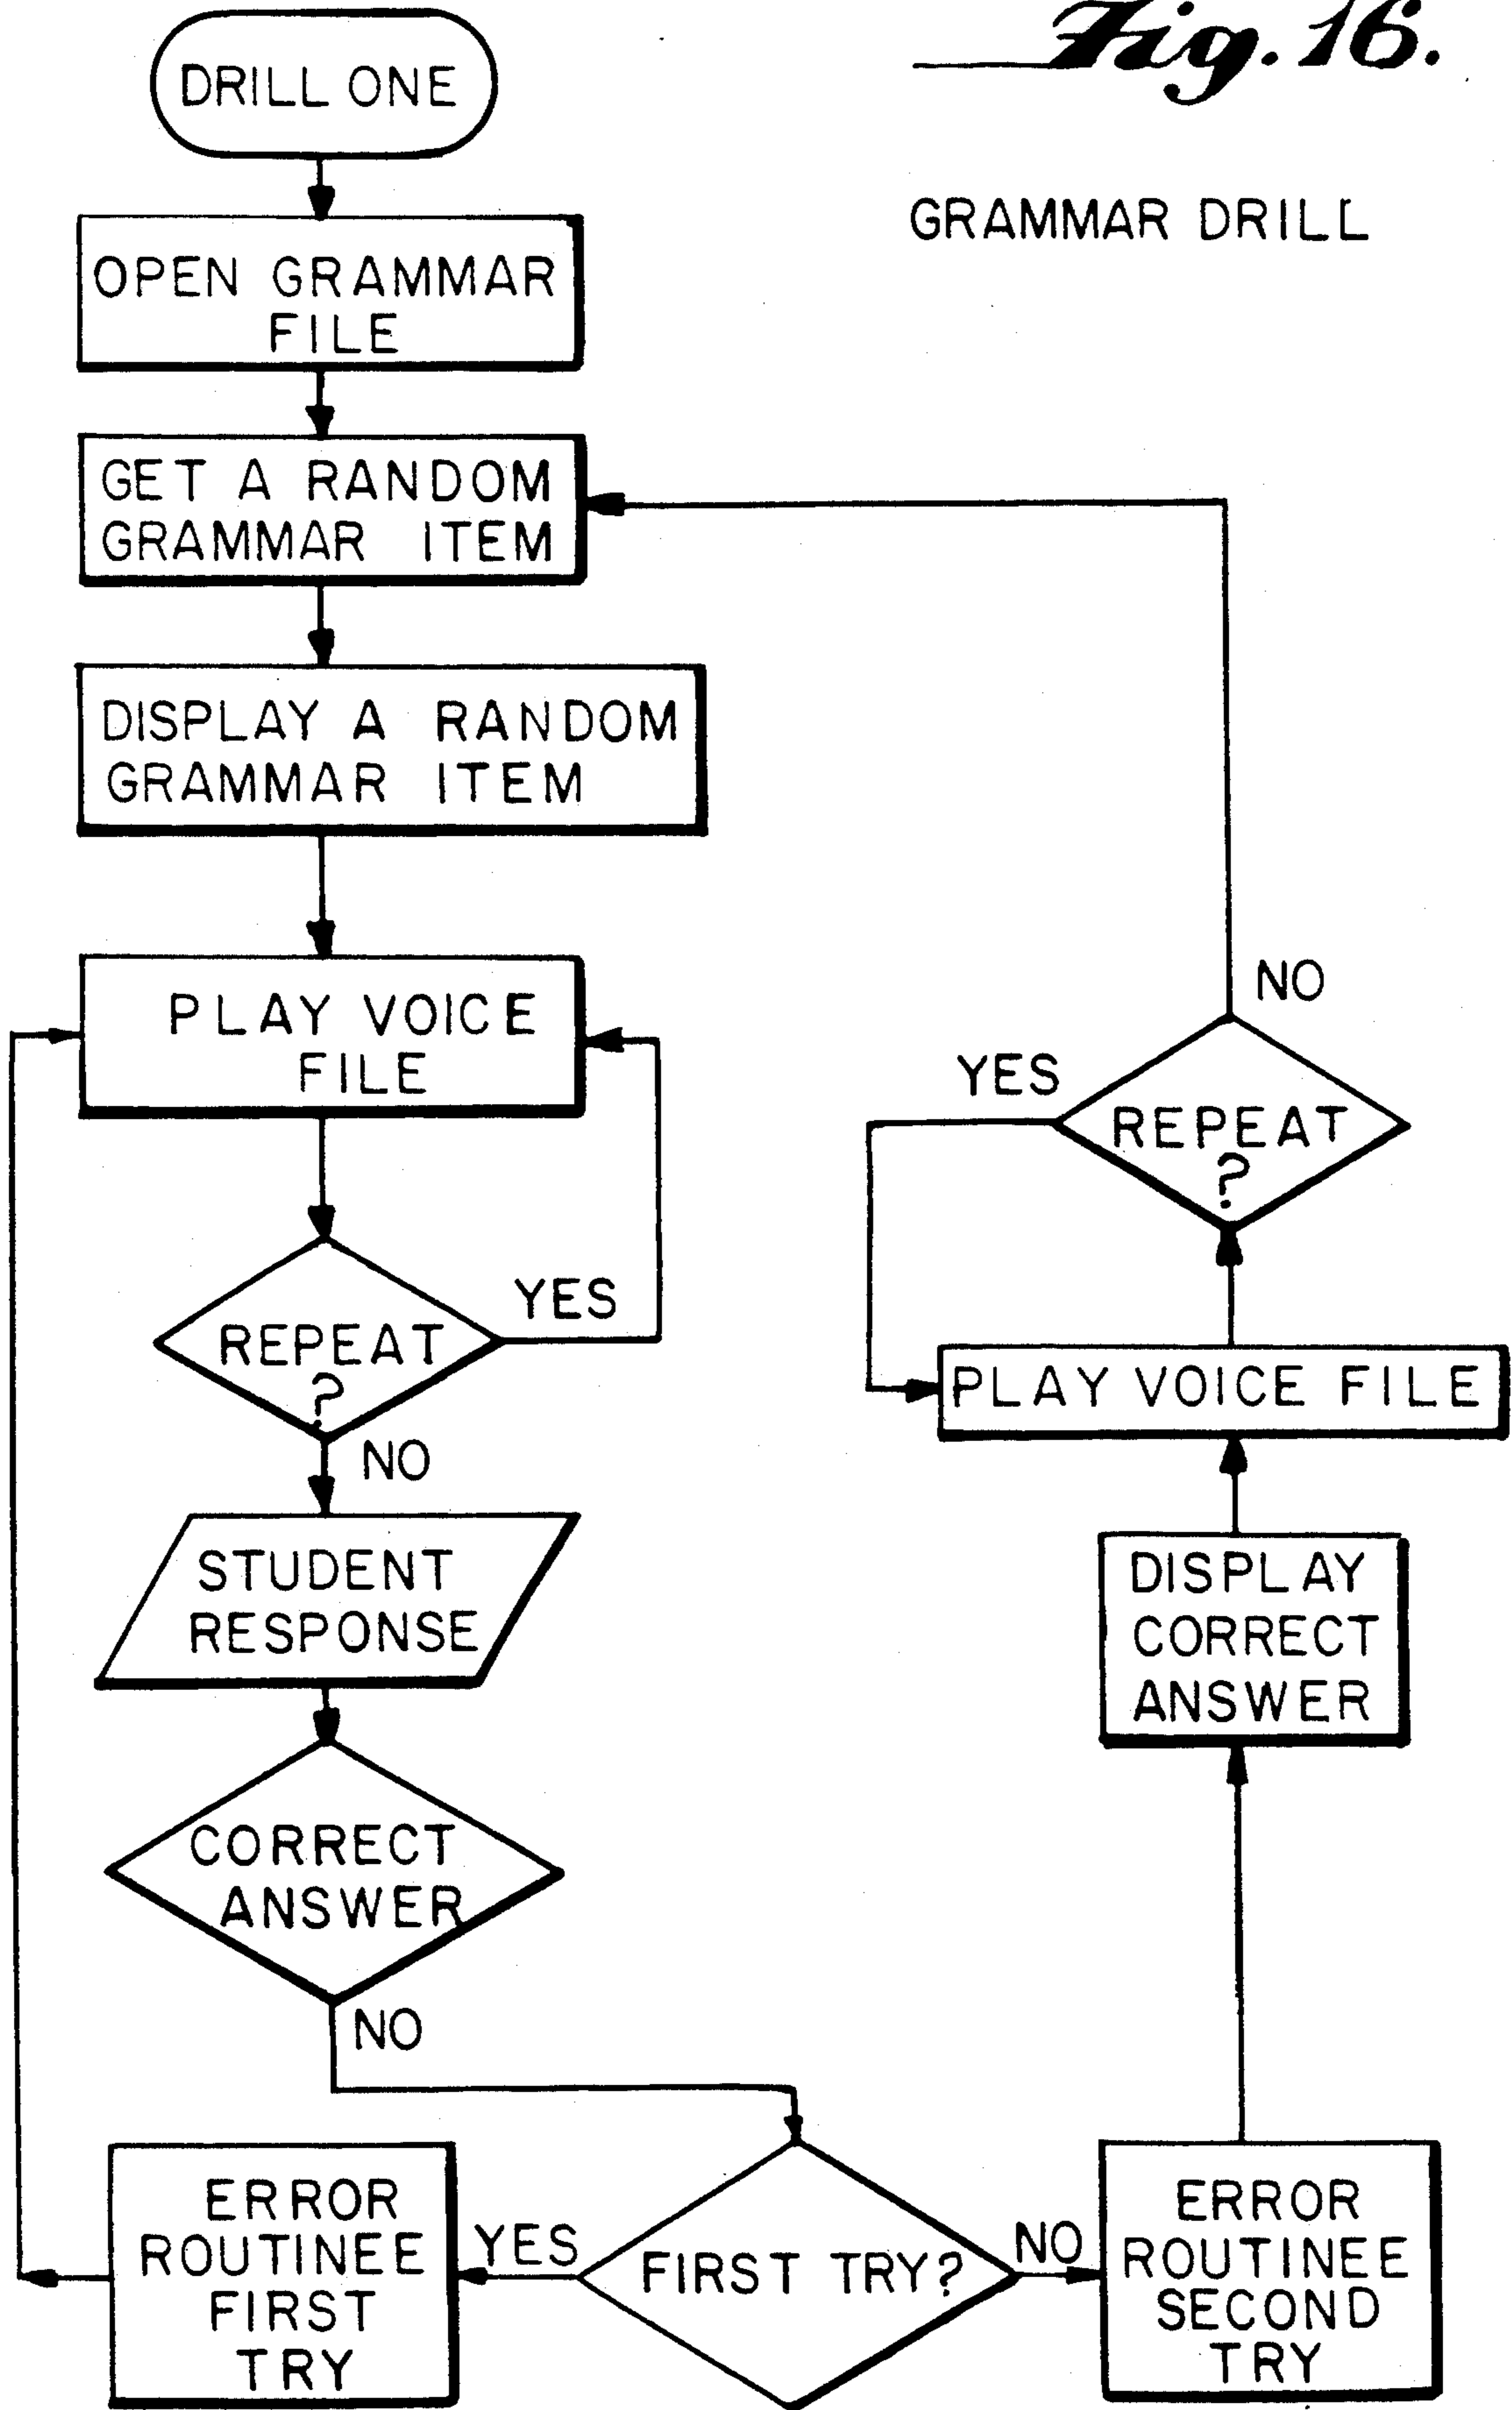 Fig. 16.
DRILL ONE
GRAMMAR DRILL
OPEN GRAMMAR
FILE
GET A RANDOM
GRAMMAR ITEM
DISPLAY A RANDOM
GRAMMAR ITEM
PLAY VOICE
FILE
REPEAT
?
YES
NO
STUDENT
RESPONSE
CORRECT
ANSWER
NO
FIRST TRY?
YES
ERROR
ROUTINEE
FIRST
TRY
NO
ERROR
ROUTINEE
SECOND
TRY
DISPLAY
CORRECT
ANSWER
PLAY VOICE FILE
REPEAT
?
YES
NO